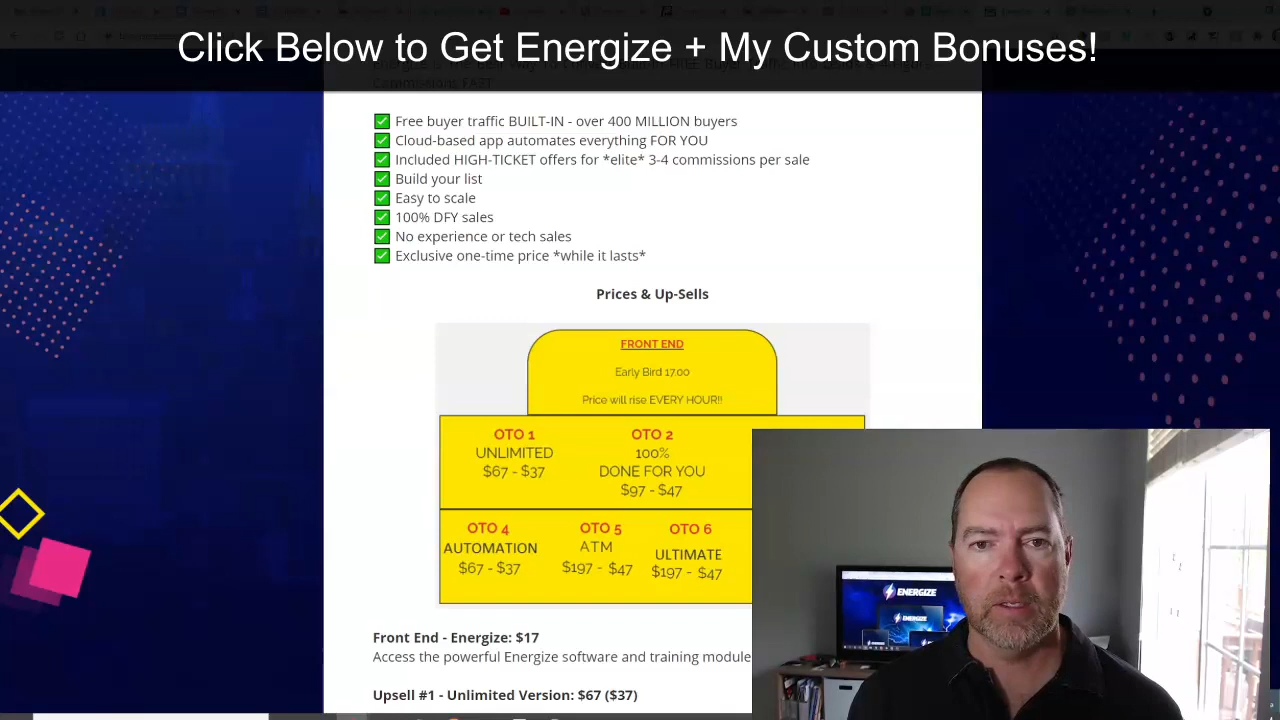 Click Below to Get Energize + My Custom Bonuses!
Commissions FAST
Free buyer traffic BUILT-IN - over 400 MILLION buyers
Cloud-based app automates everything FOR YOU
Included HIGH-TICKET offers for *elite* 3-4 commissions per sale
Build your list
Easy to scale
100% DFY sales
No experience or tech sales
Exclusive one-time price *while it lasts*
Prices & Up-Sells
FRONT END
Early Bird 17.00
Price will rise EVERY HOUR!!
OTO 1
UNLIMITED
$67 - $37
OTO 2
100%
DONE FOR YOU
$97 - $47
OTO 4
AUTOMATION
$67 - $37
OTO 5
ATM
$197 - $47
OTO 6
ULTIMATE
$197 - $47
Front End - Energize: $17
Access the powerful Energize software and training module
Upsell #1 - Unlimited Version: $67 ($37)
ENERGIZE